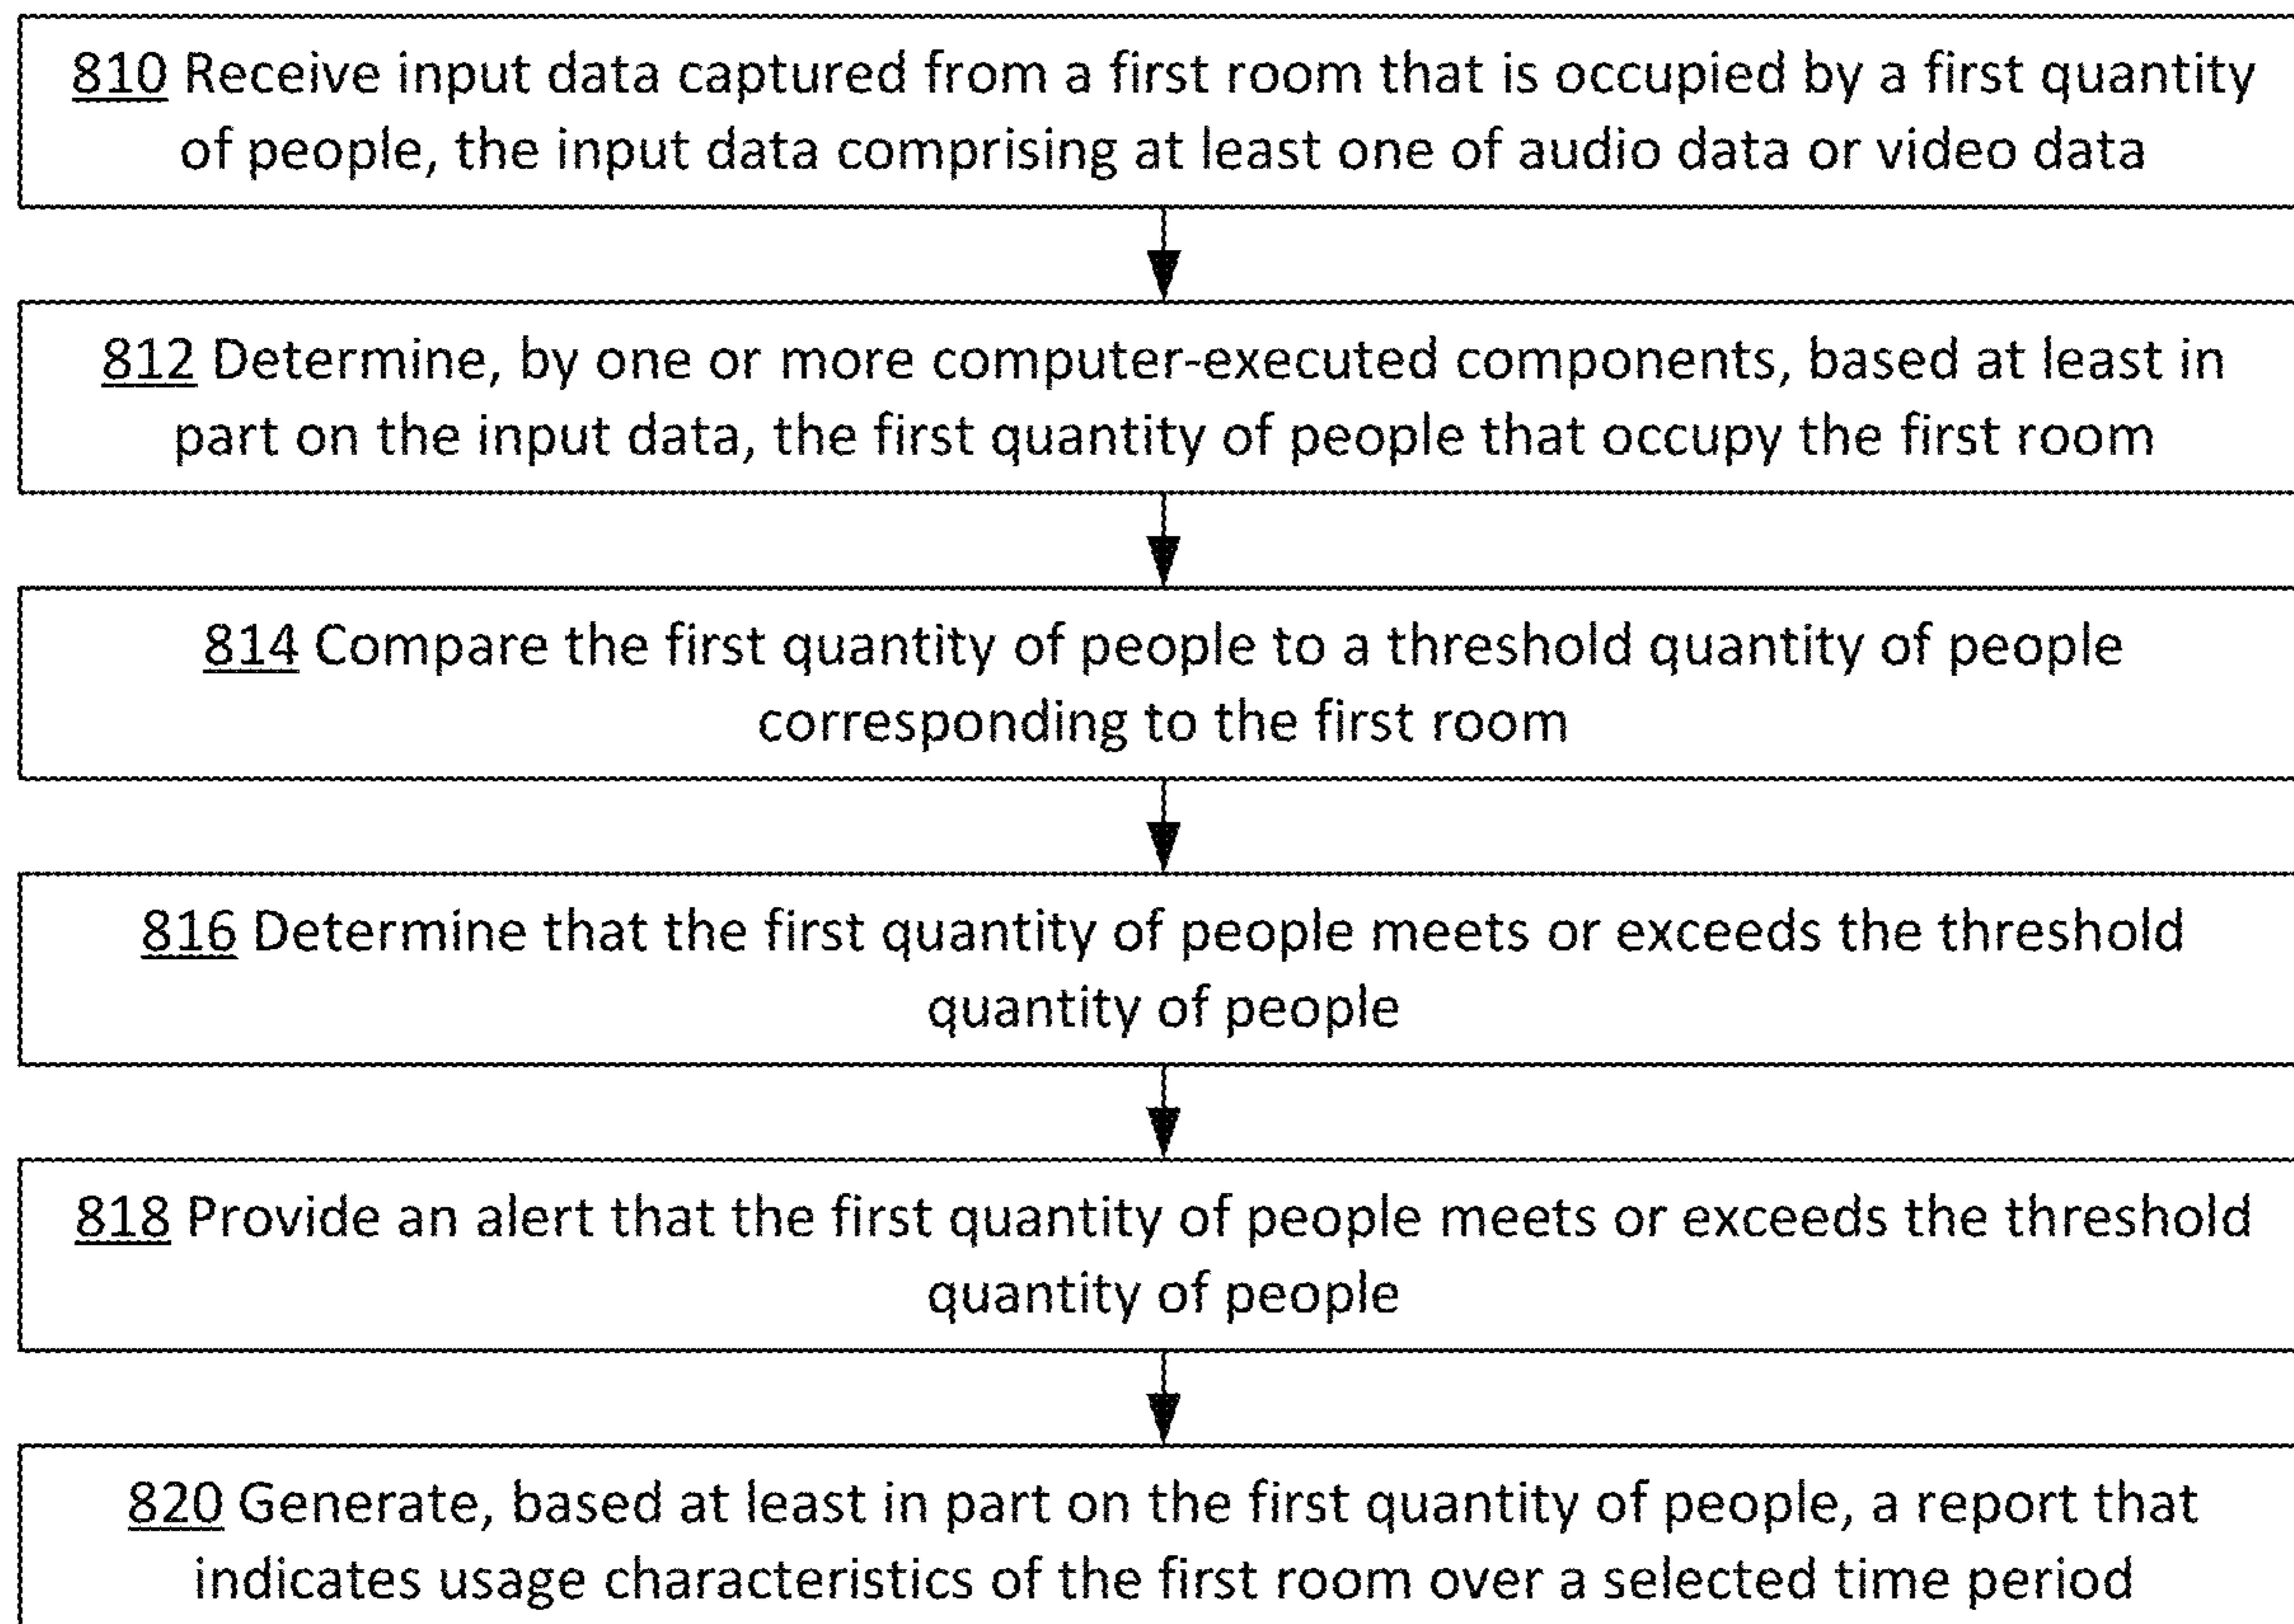 810 Receive input data captured from a first room that is occupied by a first quantity
of people, the input data comprising at least one of audio data or video data
812 Determine, by one or more computer-executed components, based at least in
part on the input data, the first quantity of people that occupy the first room
814 Compare the first quantity of people to a threshold quantity of people
corresponding to the first room
816 Determine that the first quantity of people meets or exceeds the threshold
quantity of people
818 Provide an alert that the first quantity of people meets or exceeds the threshold
quantity of people
820 Generate, based at least in part on the first quantity of people, a report that
indicates usage characteristics of the first room over a selected time period